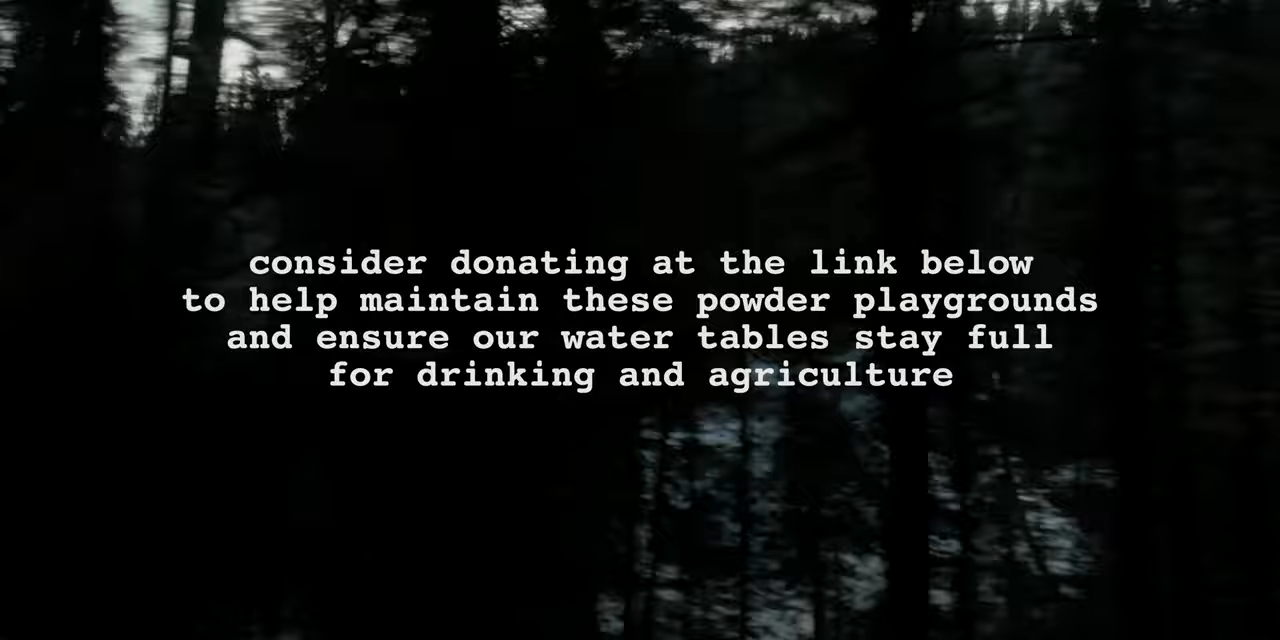 consider donating at the link below
to help maintain these powder playgrounds
and ensure our water tables stay full
for drinking and agriculture